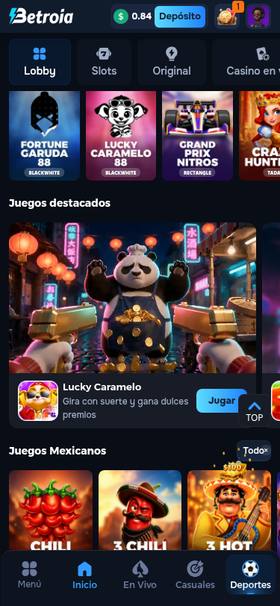 Betroia
$ 0.84 Depósito
1
Lobby
Slots
Original
Casino en
FORTUNE
GARUDA
88
BLACKWHITE
LUCKY
CARAMELO
88
BLACKWHITE
GRAND
PRIX
NITROS
RECTANGLE
CRA
HUNT
TADA
Juegos destacados
Lucky Caramelo
Gira con suerte y gana dulces
premios
Jugar
TOP
Juegos Mexicanos
Todo
CHILI
3 CHILI
3 HOT
Menú
Inicio
En Vivo
Casuales
Deportes